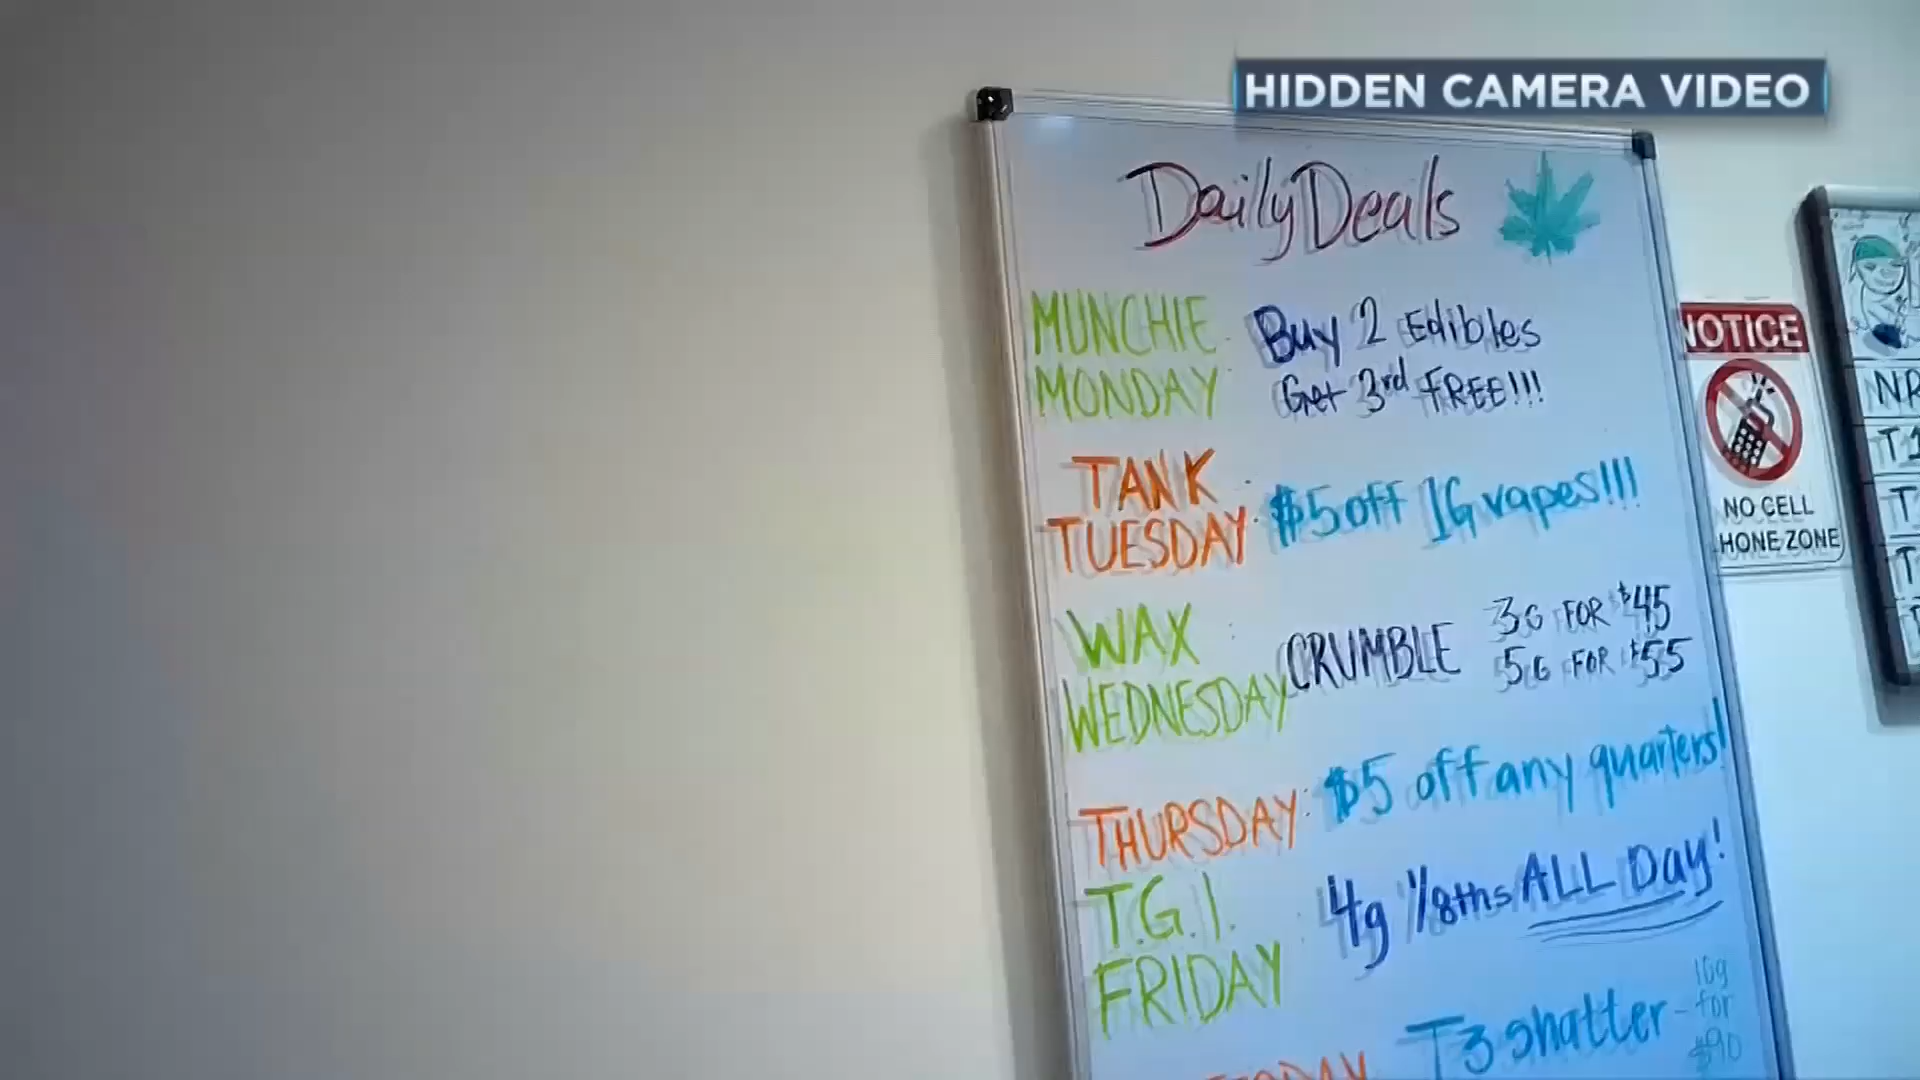 HIDDEN CAMERA VIDEO
Daily Deals
MUNCHIE MONDAY: Buy 2 Edibles
Get 3rd FREE!!!
TANK TUESDAY: $5 off 1G vapes!!!
WAX WEDNESDAY: CRUMBLE 3G FOR $45
5G FOR $55
THURSDAY: $5 off any quarters!
T.G.I. FRIDAY: 4g 1/8ths ALL Day!
T3 shatter - 10g for $90
NOTICE
NO CELL
HONE ZONE